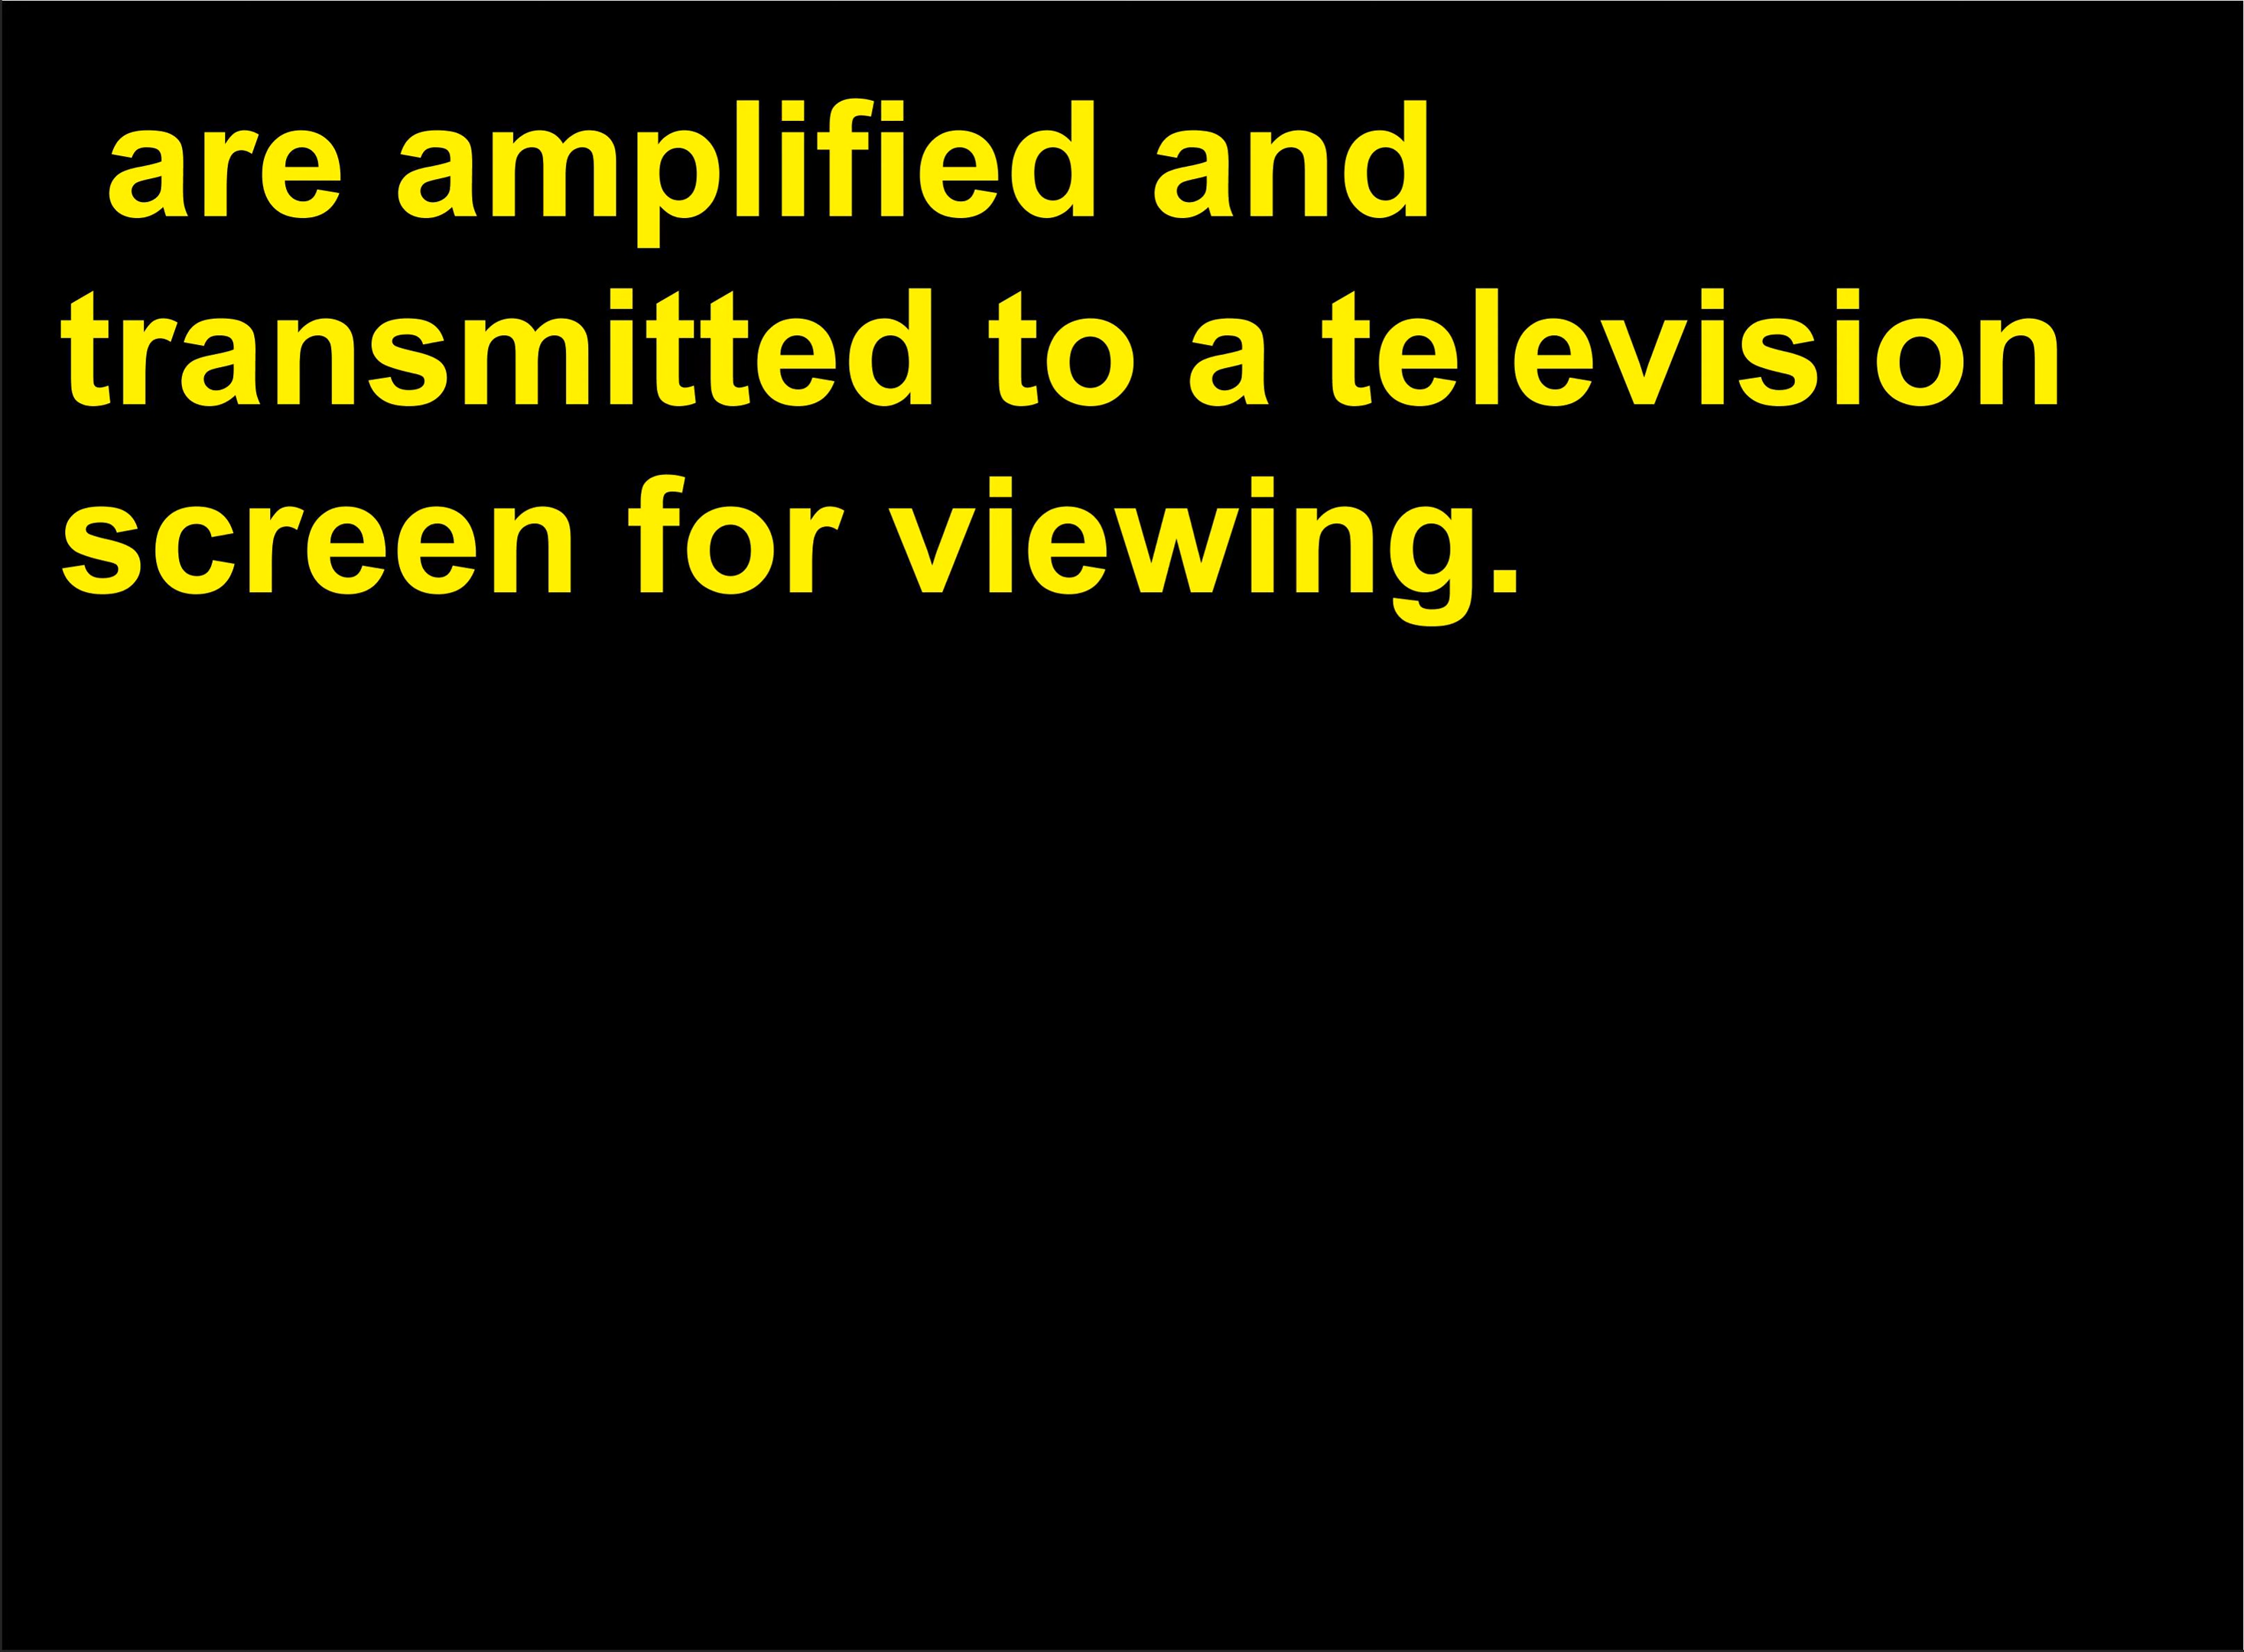 are amplified and
transmitted to a television
screen for viewing.